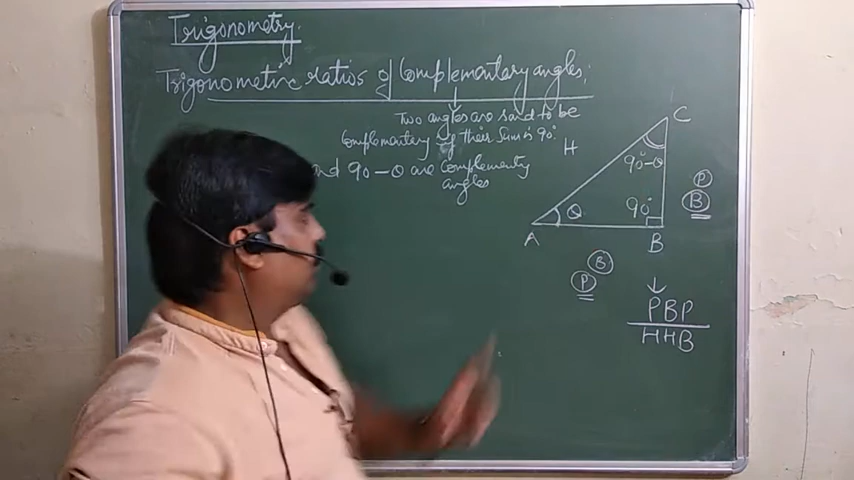 Trigonometry.
Trigonometric ratios of Complementary angles;
Two angles are said to be
Complementary if their Sum is 90°.
and 90-θ are Complementy
angles
H
C
90°-θ
90°
θ
A
B
P
B
B
P
PBP
HHB